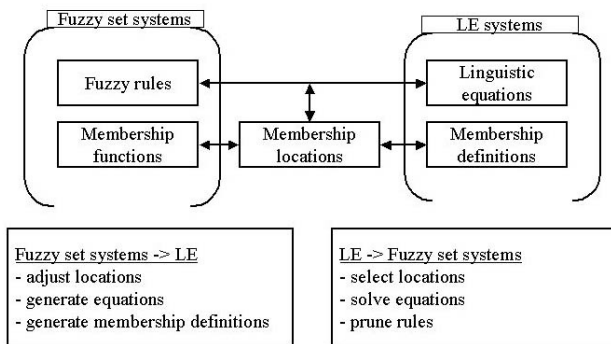 Fuzzy set systems
LE systems
Fuzzy rules
Linguistic
equations
Membership
functions
Membership
locations
Membership
definitions
Fuzzy set systems -> LE
- adjust locations
- generate equations
- generate membership definitions
LE -> Fuzzy set systems
- select locations
- solve equations
- prune rules